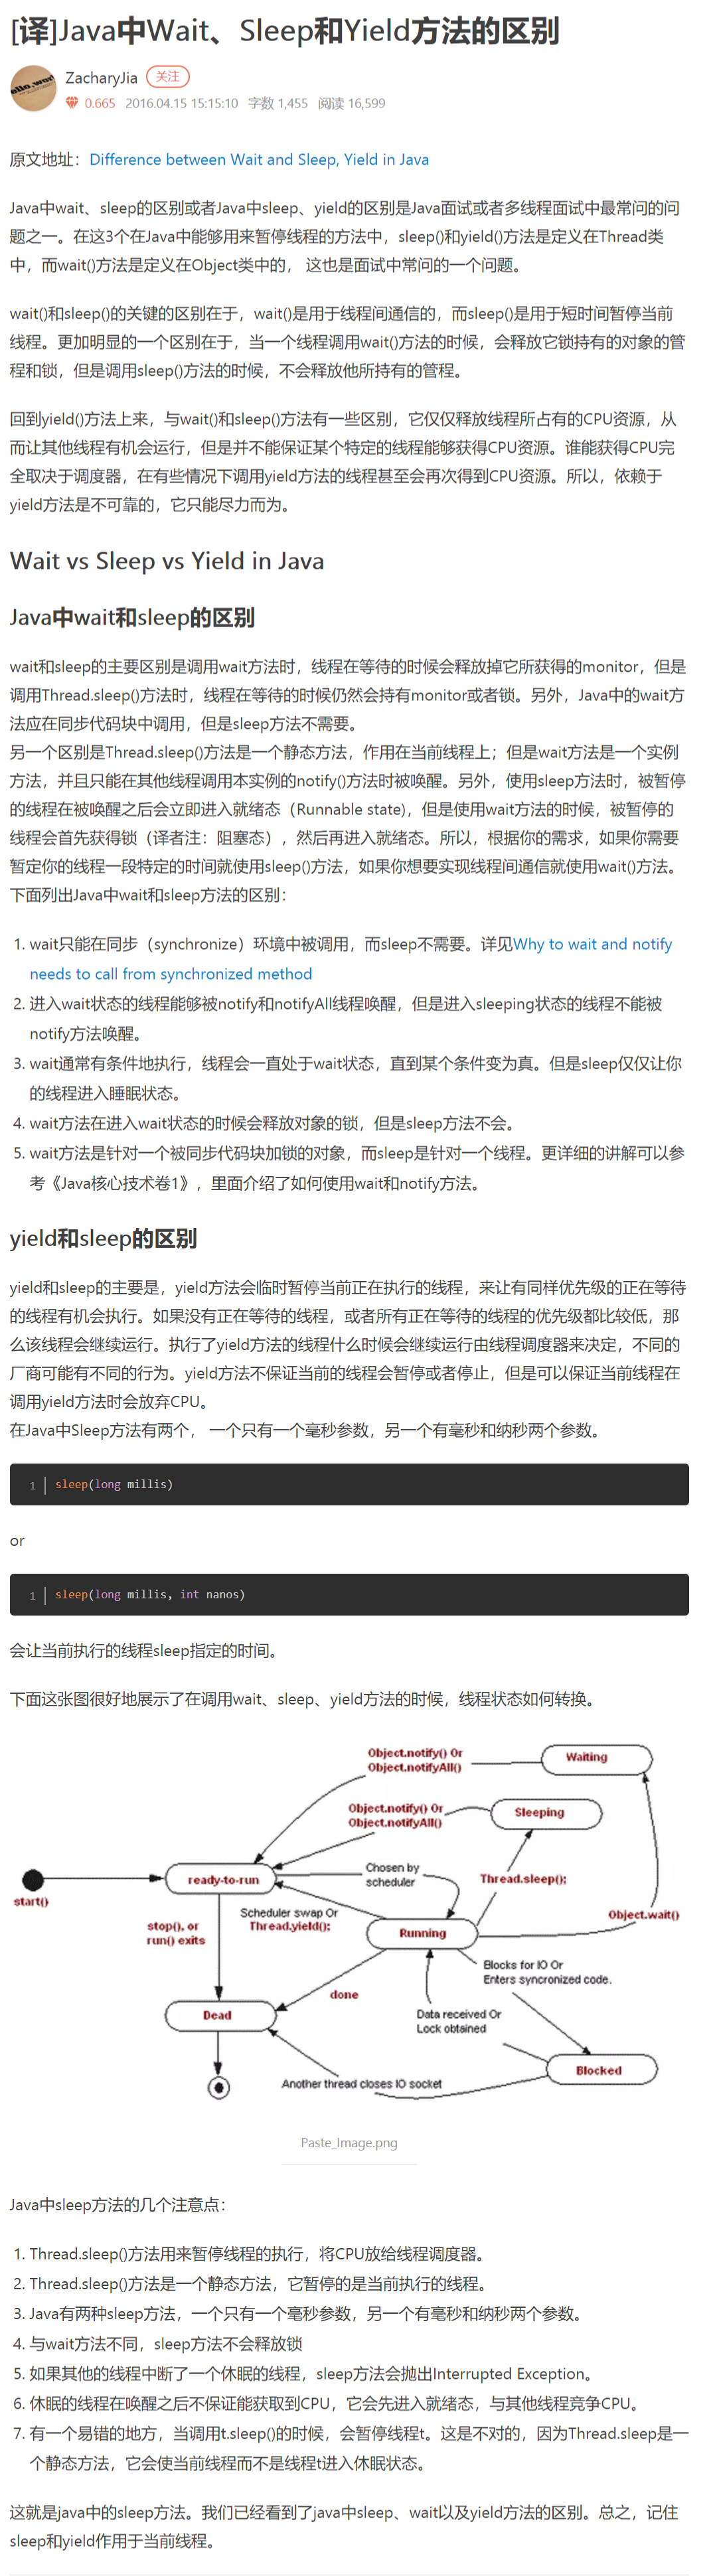 [译]Java中Wait、Sleep和Yield方法的区别
ZacharyJia 关注
0.665 2016.04.15 15:15:10 字数 1,455 阅读 16,599
原文地址：Difference between Wait and Sleep, Yield in Java
Java中wait、sleep的区别或者Java中sleep、yield的区别是Java面试或者多线程面试中最常问的问
题之一。在这3个在Java中能够用来暂停线程的方法中，sleep()和yield()方法是定义在Thread类
中，而wait()方法是定义在Object类中的， 这也是面试中常问的一个问题。
wait()和sleep()的关键的区别在于，wait()是用于线程间通信的，而sleep()是用于短时间暂停当前
线程。更加明显的一个区别在于，当一个线程调用wait()方法的时候，会释放它锁持有的对象的管
程和锁，但是调用sleep()方法的时候，不会释放他所持有的管程。
回到yield()方法上来，与wait()和sleep()方法有一些区别，它仅仅释放线程所占有的CPU资源，从
而让其他线程有机会运行，但是并不能保证某个特定的线程能够获得CPU资源。谁能获得CPU完
全取决于调度器，在有些情况下调用yield方法的线程甚至会再次得到CPU资源。所以，依赖于
yield方法是不可靠的，它只能尽力而为。
Wait vs Sleep vs Yield in Java
Java中wait和sleep的区别
wait和sleep的主要区别是调用wait方法时，线程在等待的时候会释放掉它所获得的monitor，但是
调用Thread.sleep()方法时，线程在等待的时候仍然会持有monitor或者锁。另外，Java中的wait方
法应在同步代码块中调用，但是sleep方法不需要。
另一个区别是Thread.sleep()方法是一个静态方法，作用在当前线程上；但是wait方法是一个实例
方法，并且只能在其他线程调用本实例的notify()方法时被唤醒。另外，使用sleep方法时，被暂停
的线程在被唤醒之后会立即进入就绪态（Runnable state)，但是使用wait方法的时候，被暂停的
线程会首先获得锁（译者注：阻塞态），然后再进入就绪态。所以，根据你的需求，如果你需要
暂定你的线程一段特定的时间就使用sleep()方法，如果你想要实现线程间通信就使用wait()方法。
下面列出Java中wait和sleep方法的区别：
1. wait只能在同步（synchronize）环境中被调用，而sleep不需要。详见Why to wait and notify
needs to call from synchronized method
2. 进入wait状态的线程能够被notify和notifyAll线程唤醒，但是进入sleeping状态的线程不能被
notify方法唤醒。
3. wait通常有条件地执行，线程会一直处于wait状态，直到某个条件变为真。但是sleep仅仅让你
的线程进入睡眠状态。
4. wait方法在进入wait状态的时候会释放对象的锁，但是sleep方法不会。
5. wait方法是针对一个被同步代码块加锁的对象，而sleep是针对一个线程。更详细的讲解可以参
考《Java核心技术卷1》，里面介绍了如何使用wait和notify方法。
yield和sleep的区别
yield和sleep的主要是，yield方法会临时暂停当前正在执行的线程，来让有同样优先级的正在等待
的线程有机会执行。如果没有正在等待的线程，或者所有正在等待的线程的优先级都比较低，那
么该线程会继续运行。执行了yield方法的线程什么时候会继续运行由线程调度器来决定，不同的
厂商可能有不同的行为。yield方法不保证当前的线程会暂停或者停止，但是可以保证当前线程在
调用yield方法时会放弃CPU。
在Java中Sleep方法有两个， 一个只有一个毫秒参数，另一个有毫秒和纳秒两个参数。
1 sleep(long millis)
or
1 sleep(long millis, int nanos)
会让当前执行的线程sleep指定的时间。
下面这张图很好地展示了在调用wait、sleep、yield方法的时候，线程状态如何转换。
Object.notify() Or
Object.notifyAll()
Waiting
Object.notify() Or
Object.notifyAll()
Sleeping
Chosen by
scheduler
ready-to-run
Thread.sleep();
start()
Scheduler swap Or
Thread.yield();
Object.wait()
stop(), or
run() exits
Running
Blocks for IO Or
Enters syncronized code.
done
Data received Or
Lock obtained
Dead
Blocked
Another thread closes IO socket
Paste_Image.png
Java中sleep方法的几个注意点：
1. Thread.sleep()方法用来暂停线程的执行，将CPU放给线程调度器。
2. Thread.sleep()方法是一个静态方法，它暂停的是当前执行的线程。
3. Java有两种sleep方法，一个只有一个毫秒参数，另一个有毫秒和纳秒两个参数。
4. 与wait方法不同，sleep方法不会释放锁
5. 如果其他的线程中断了一个休眠的线程，sleep方法会抛出Interrupted Exception。
6. 休眠的线程在唤醒之后不保证能获取到CPU，它会先进入就绪态，与其他线程竞争CPU。
7. 有一个易错的地方，当调用t.sleep()的时候，会暂停线程t。这是不对的，因为Thread.sleep是一
个静态方法，它会使当前线程而不是线程t进入休眠状态。
这就是java中的sleep方法。我们已经看到了java中sleep、wait以及yield方法的区别。总之，记住
sleep和yield作用于当前线程。